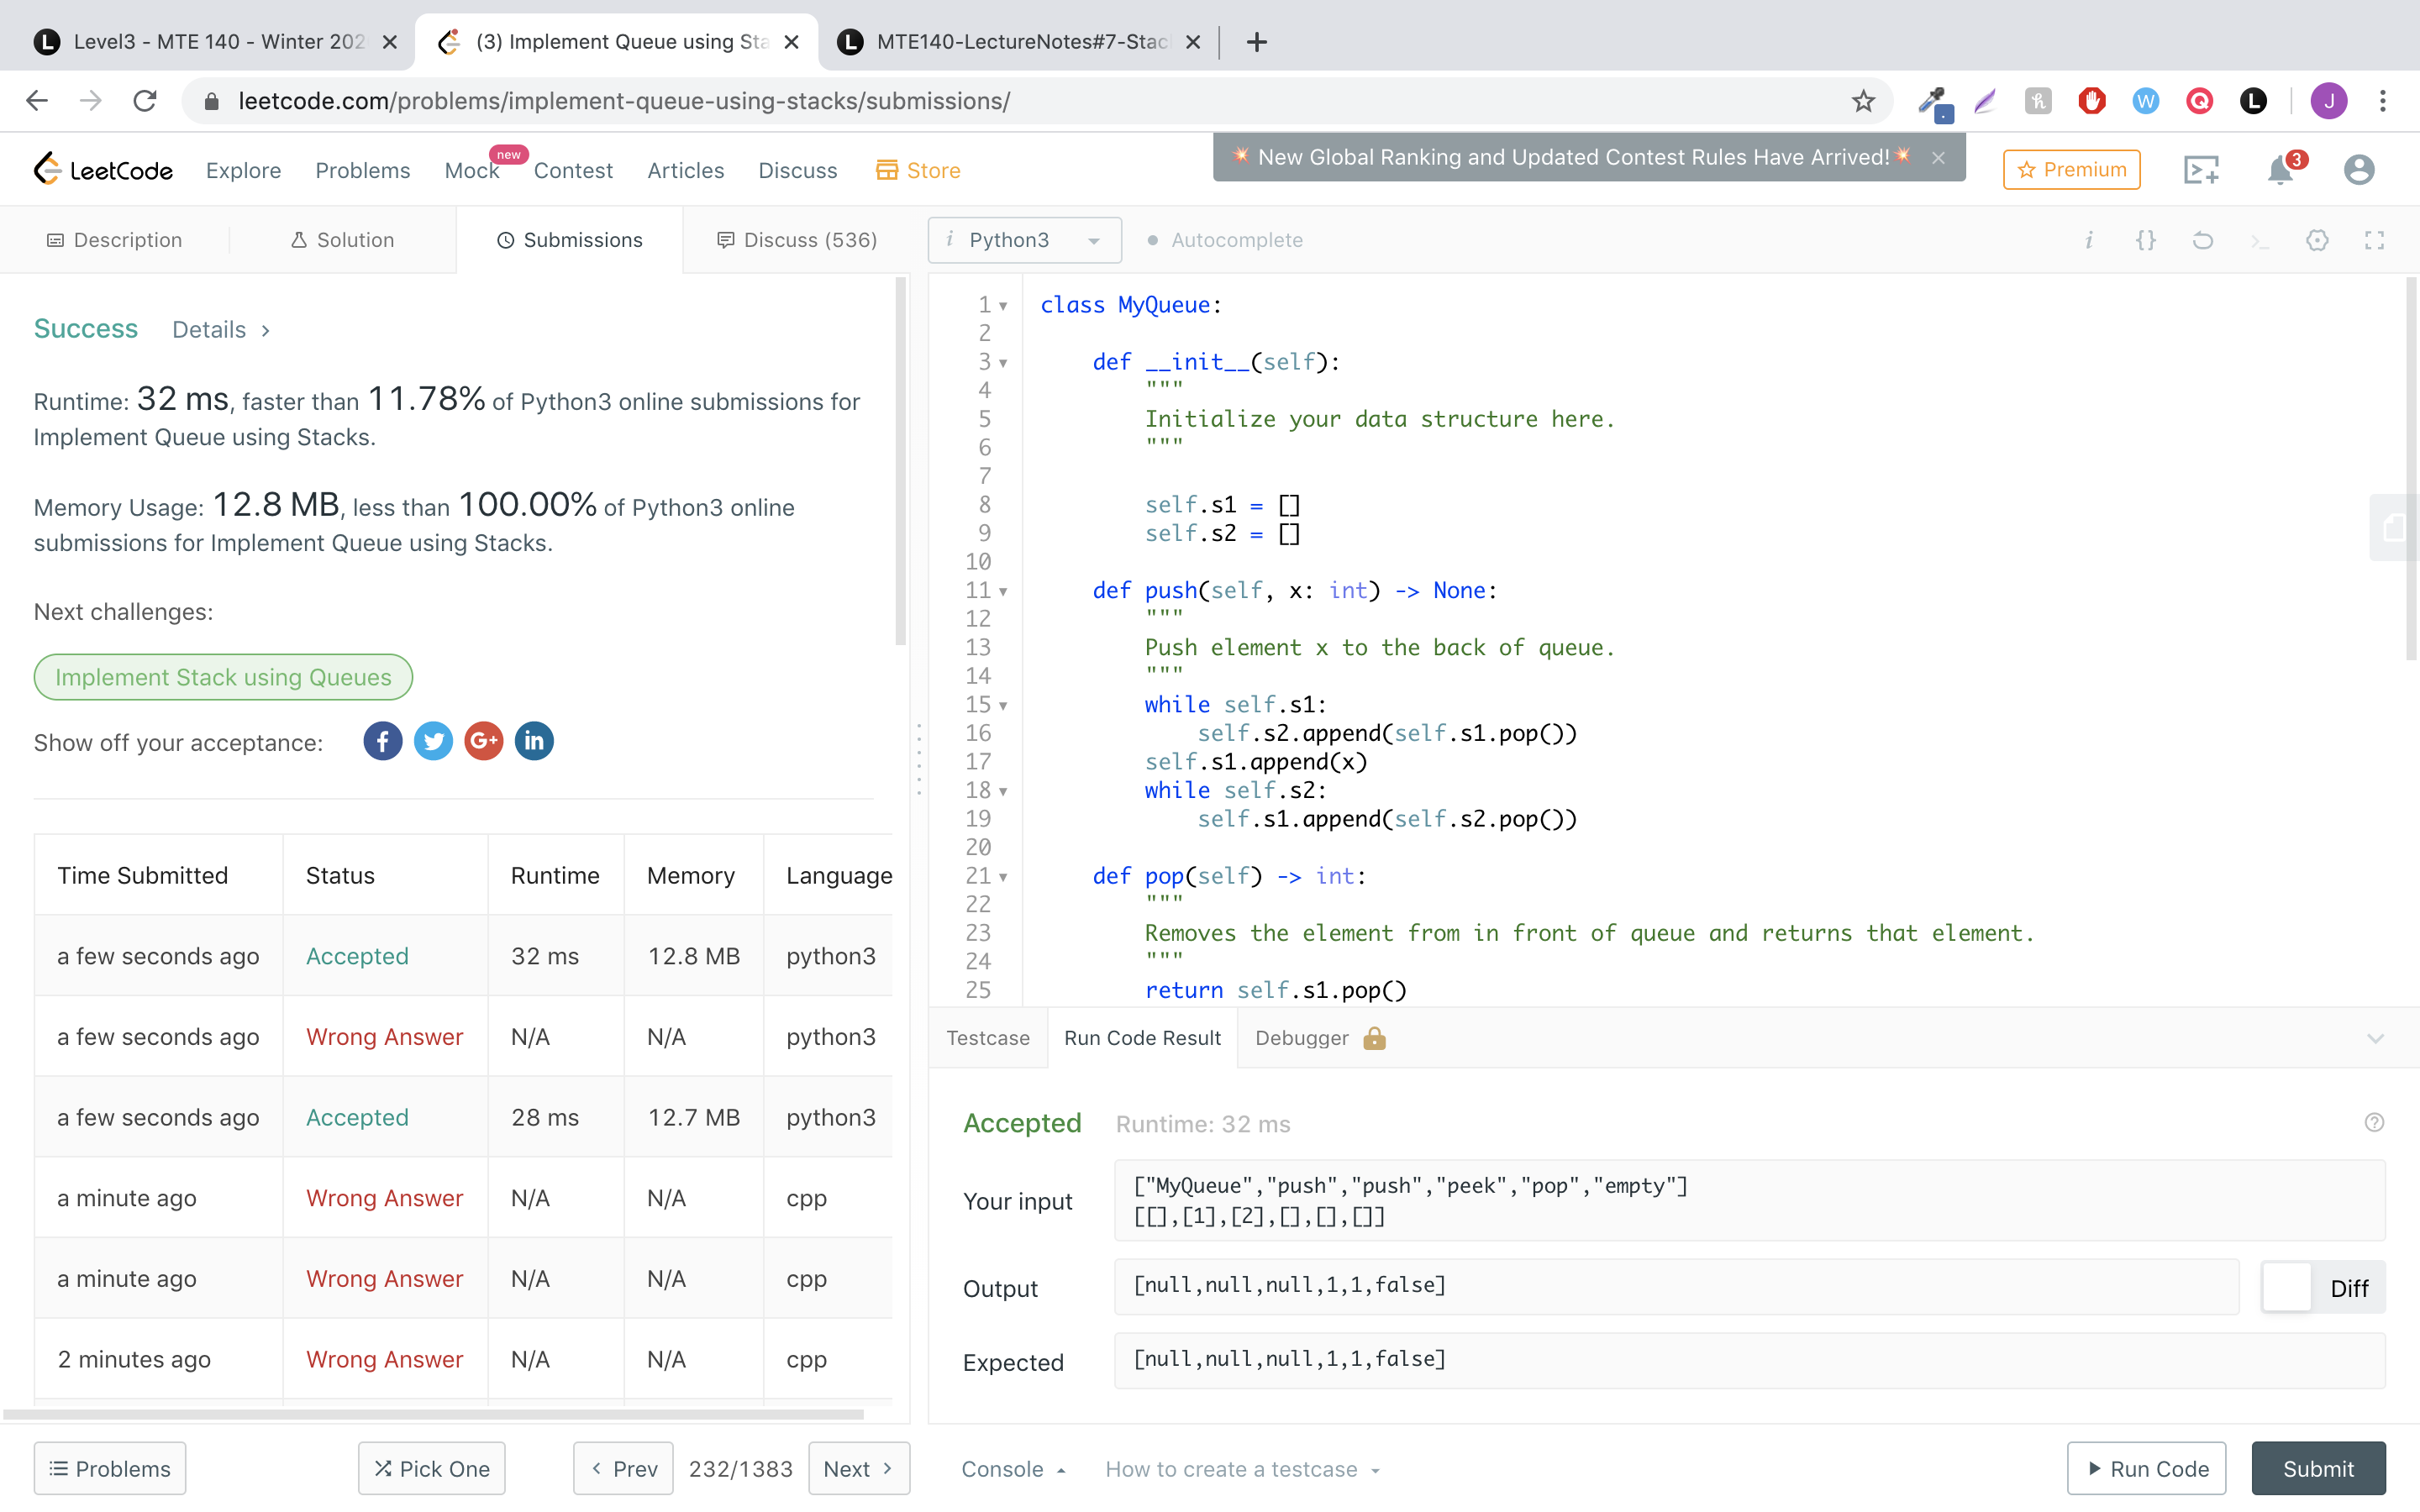 Level3 - MTE 140 - Winter 202
(3) Implement Queue using Sta
MTE140-LectureNotes#7-Stac
leetcode.com/problems/implement-queue-using-stacks/submissions/
J
LeetCode
Explore
Problems
Mock
new
Contest
Articles
Discuss
Store
New Global Ranking and Updated Contest Rules Have Arrived!
Premium
3
Description
Solution
Submissions
Discuss (536)
i Python3
Autocomplete
Success Details >
Runtime: 32 ms, faster than 11.78% of Python3 online submissions for
Implement Queue using Stacks.
Memory Usage: 12.8 MB, less than 100.00% of Python3 online
submissions for Implement Queue using Stacks.
Next challenges:
Implement Stack using Queues
Show off your acceptance:
Time Submitted Status Runtime Memory Language
a few seconds ago Accepted 32 ms 12.8 MB python3
a few seconds ago Wrong Answer N/A N/A python3
a few seconds ago Accepted 28 ms 12.7 MB python3
a minute ago Wrong Answer N/A N/A cpp
a minute ago Wrong Answer N/A N/A cpp
2 minutes ago Wrong Answer N/A N/A cpp
1 class MyQueue:
2
3 def __init__(self):
4 """
5 Initialize your data structure here.
6 """
7
8 self.s1 = []
9 self.s2 = []
10
11 def push(self, x: int) -> None:
12 """
13 Push element x to the back of queue.
14 """
15 while self.s1:
16 self.s2.append(self.s1.pop())
17 self.s1.append(x)
18 while self.s2:
19 self.s1.append(self.s2.pop())
20
21 def pop(self) -> int:
22 """
23 Removes the element from in front of queue and returns that element.
24 """
25 return self.s1.pop()
Testcase
Run Code Result
Debugger
Accepted Runtime: 32 ms
Your input
["MyQueue","push","push","peek","pop","empty"]
[[],[1],[2],[],[],[]]
Output
[null,null,null,1,1,false]
Diff
Expected
[null,null,null,1,1,false]
Problems
Pick One
< Prev
232/1383
Next >
Console
How to create a testcase
Run Code
Submit